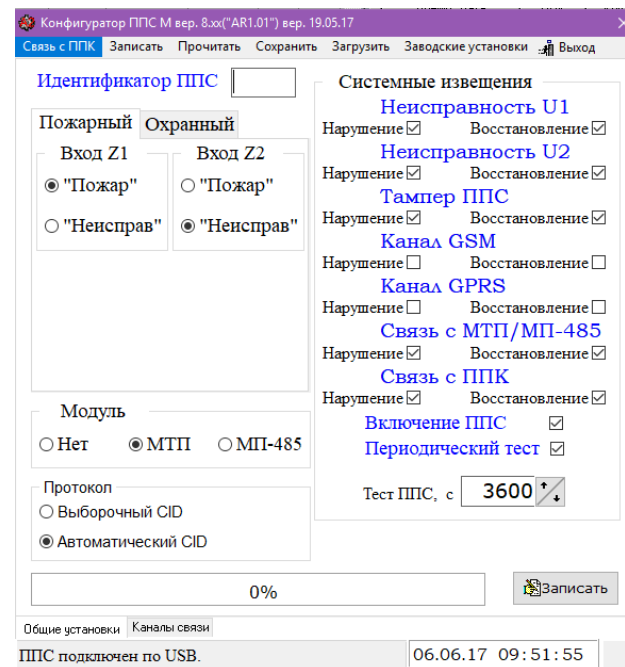 Конфигуратор ППС М вер. 8.xx("AR1.01") вер. 19.05.17
Связь с ППК Записать Прочитать Сохранить Загрузить Заводские установки Выход
Идентификатор ППС
Пожарный Охранный
Вход Z1 Вход Z2
"Пожар" "Пожар"
"Неисправ" "Неисправ"
Модуль
Нет МТП МП-485
Протокол
Выборочный CID
Автоматический CID
Системные извещения
Неисправность U1
Нарушение Восстановление
Неисправность U2
Нарушение Восстановление
Тампер ППС
Нарушение Восстановление
Канал GSM
Нарушение Восстановление
Канал GPRS
Нарушение Восстановление
Связь с МТП/МП-485
Нарушение Восстановление
Связь с ППК
Нарушение Восстановление
Включение ППС
Периодический тест
Тест ППС, с 3600
0% Записать
Общие установки Каналы связи
ППС подключен по USB. 06.06.17 09:51:55